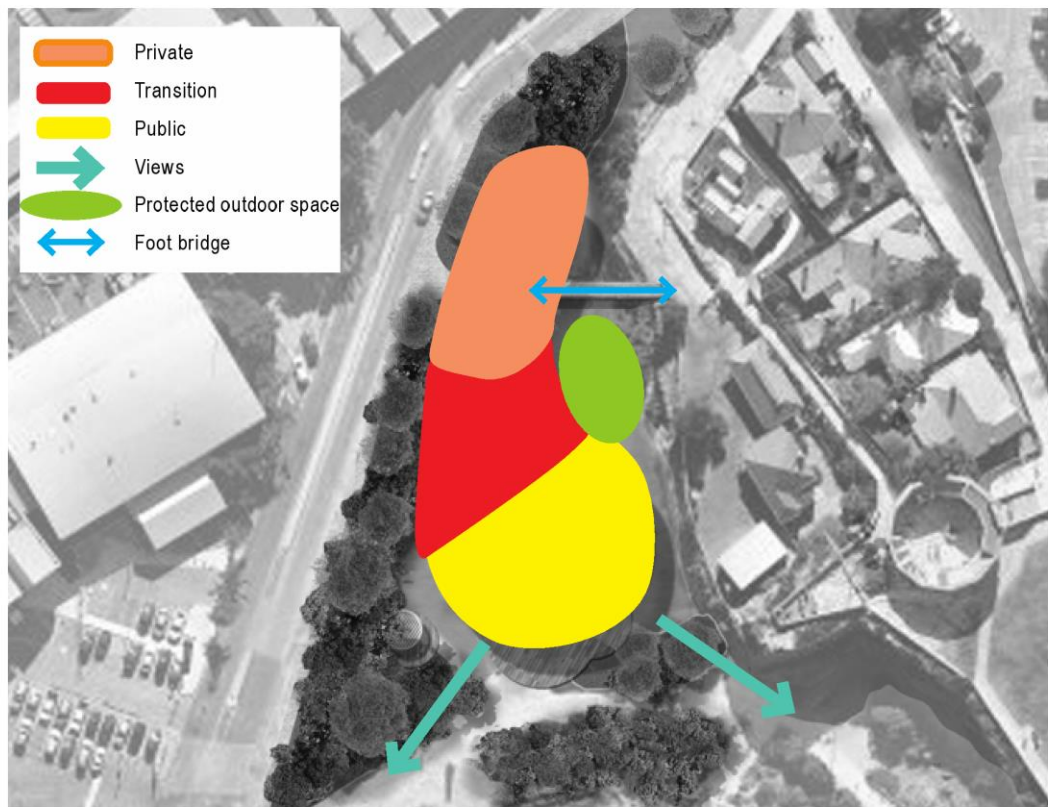 Private
Transition
Public
Views
Protected outdoor space
Foot bridge